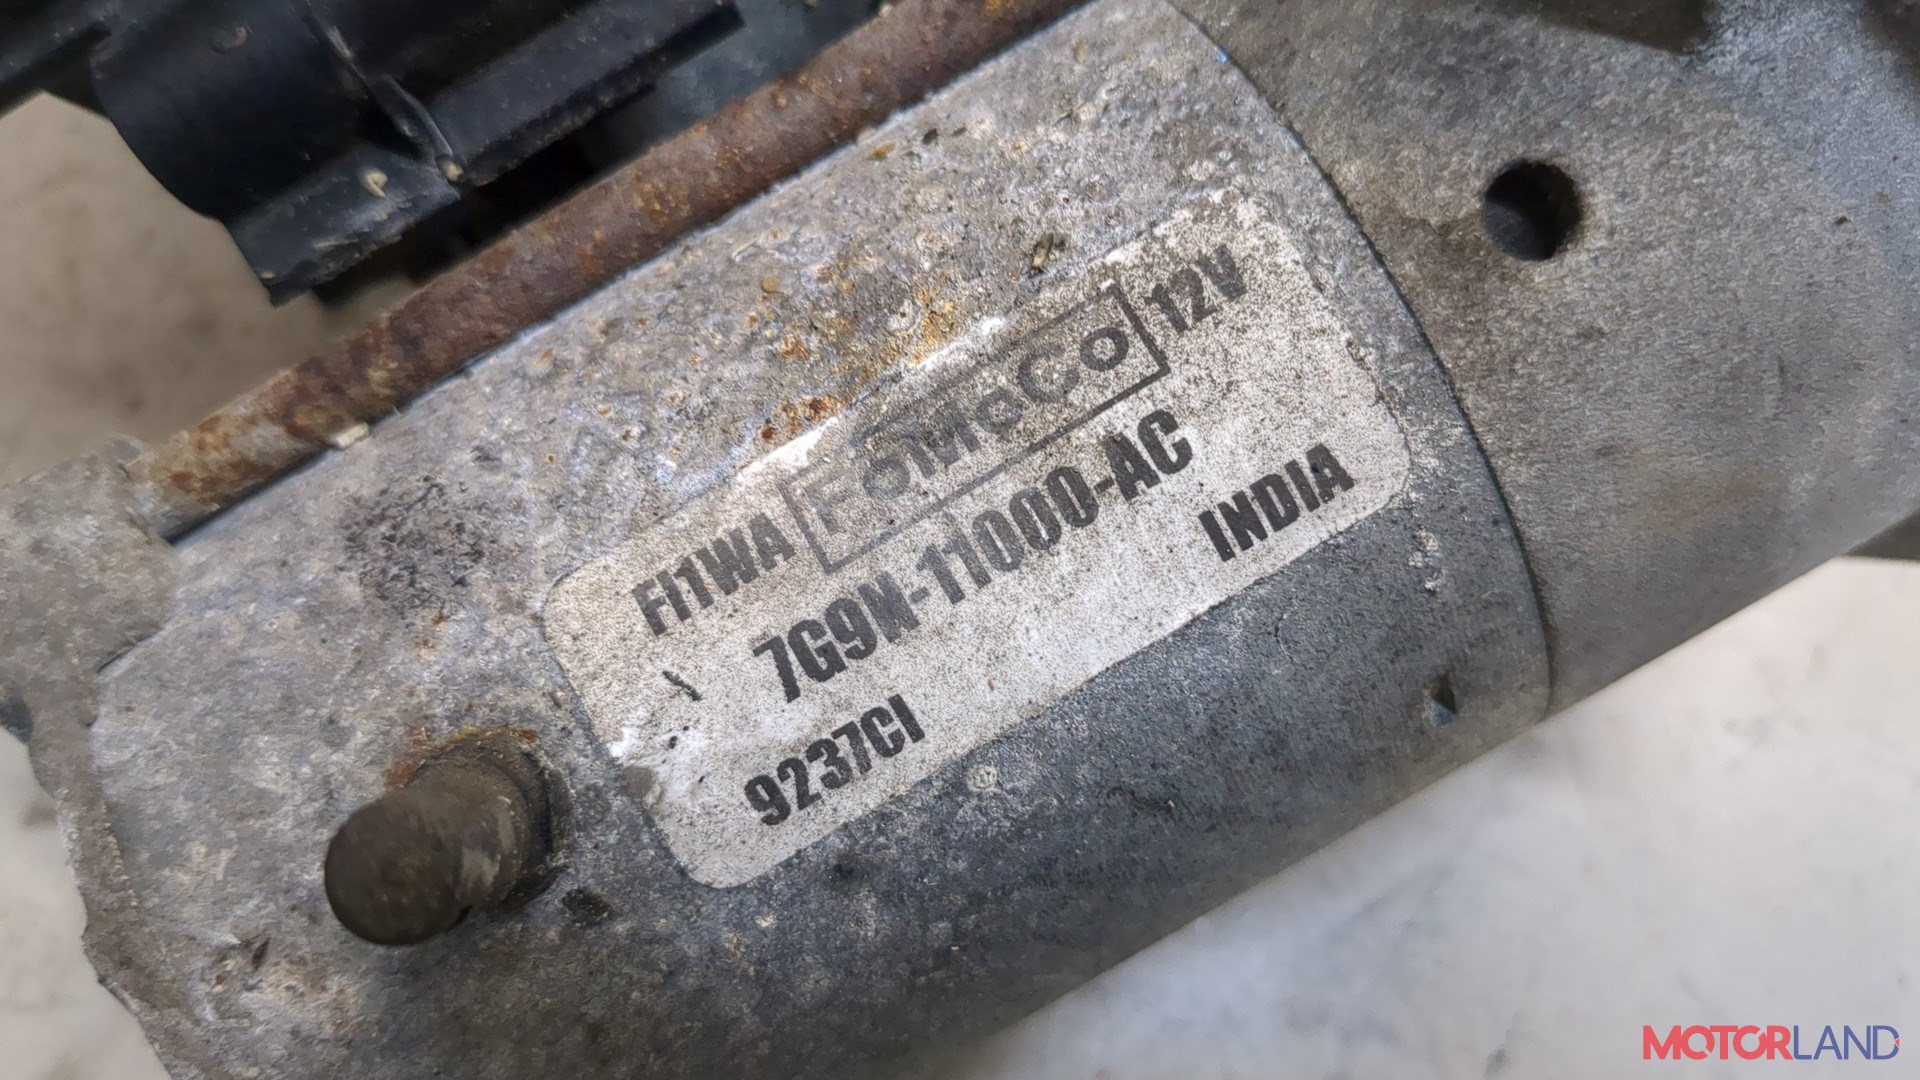 FI1WA FoMoCo 12V
7G9N-11000-AC
9237CI INDIA
MOTORLAND